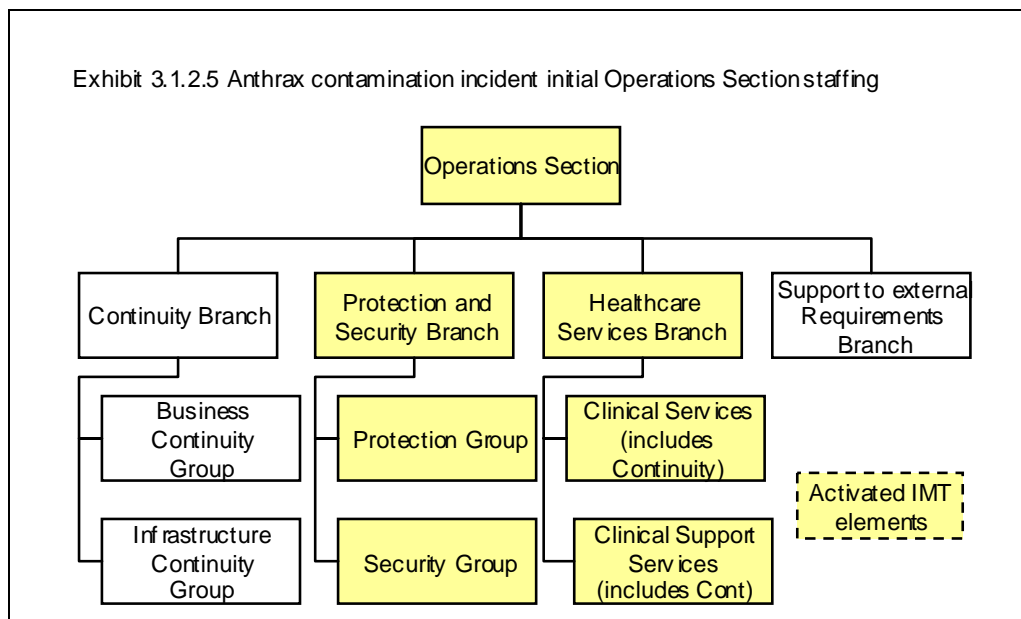 Exhibit 3.1.2.5 Anthrax contamination incident initial Operations Section staffing
Operations Section
Continuity Branch
Protection and
Security Branch
Healthcare
Services Branch
Support to external
Requirements
Branch
Business
Continuity
Group
Protection Group
Clinical Services
(includes
Continuity)
Activated IMT
elements
Infrastructure
Continuity
Group
Security Group
Clinical Support
Services
(includes Cont)